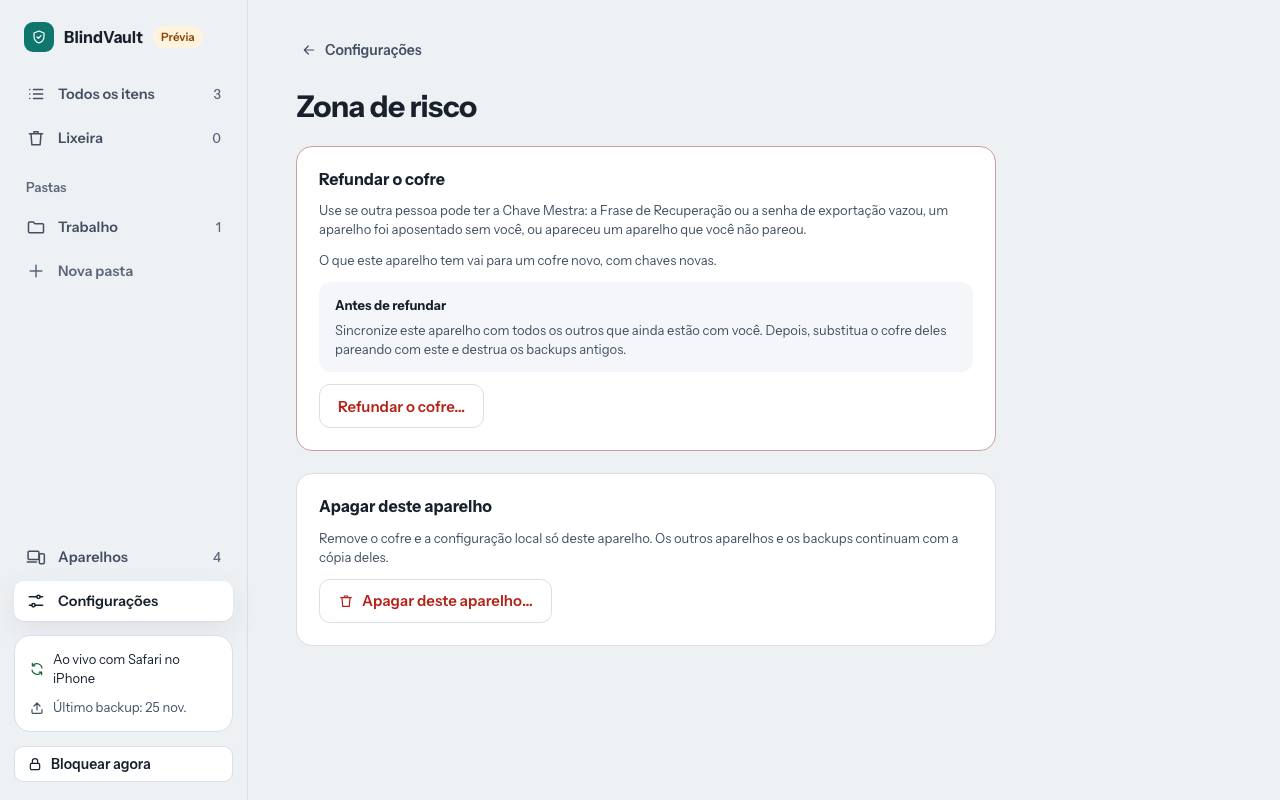 BlindVault Prévia
Todos os itens 3
Lixeira 0
Pastas
Trabalho 1
Nova pasta
Aparelhos 4
Configurações
Ao vivo com Safari no
iPhone
Último backup: 25 nov.
Bloquear agora
Configurações
Zona de risco
Refundar o cofre
Use se outra pessoa pode ter a Chave Mestra: a Frase de Recuperação ou a senha de exportação vazou, um
aparelho foi aposentado sem você, ou apareceu um aparelho que você não pareou.
O que este aparelho tem vai para um cofre novo, com chaves novas.
Antes de refundar
Sincronize este aparelho com todos os outros que ainda estão com você. Depois, substitua o cofre deles
pareando com este e destrua os backups antigos.
Refundar o cofre...
Apagar deste aparelho
Remove o cofre e a configuração local só deste aparelho. Os outros aparelhos e os backups continuam com a
cópia deles.
Apagar deste aparelho...